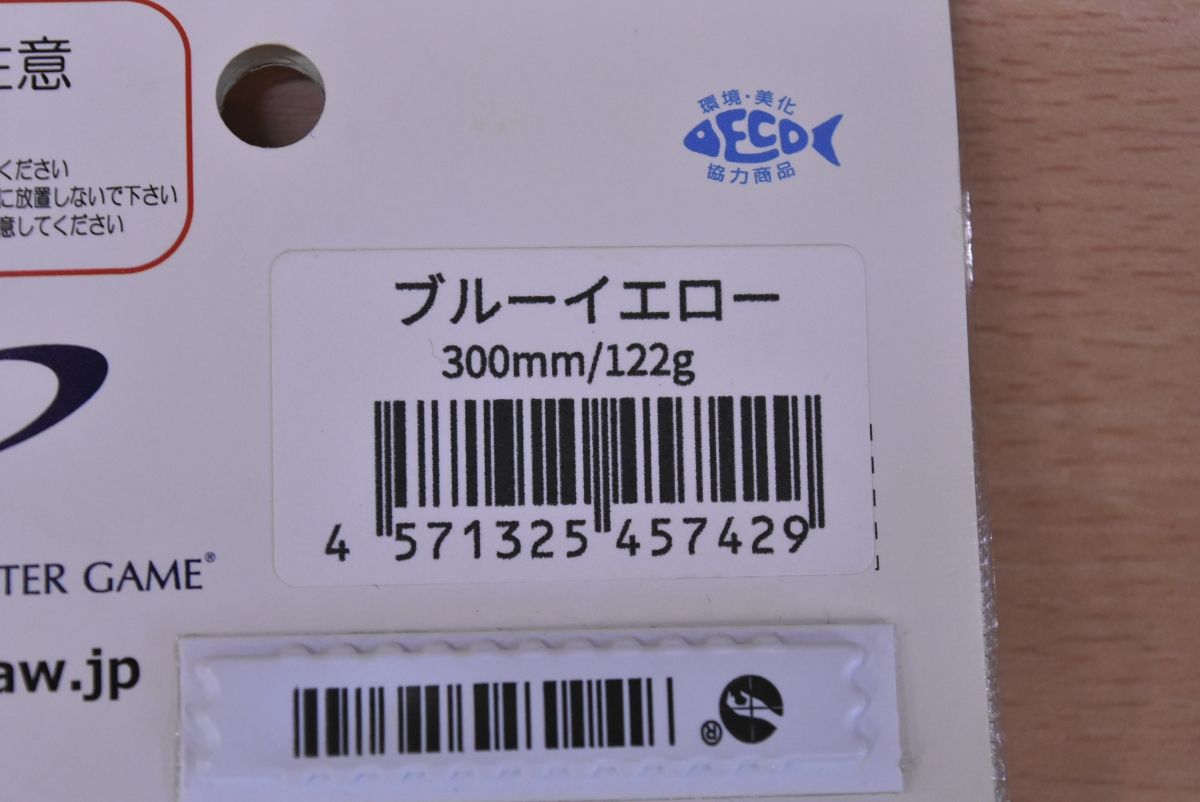 注意
ください
に放置しないで下さい
意してください
環境・美化
ECO
協力商品
ブルーイエロー
300mm/122g
4 571325 457429
TER GAME®
aw.jp
®